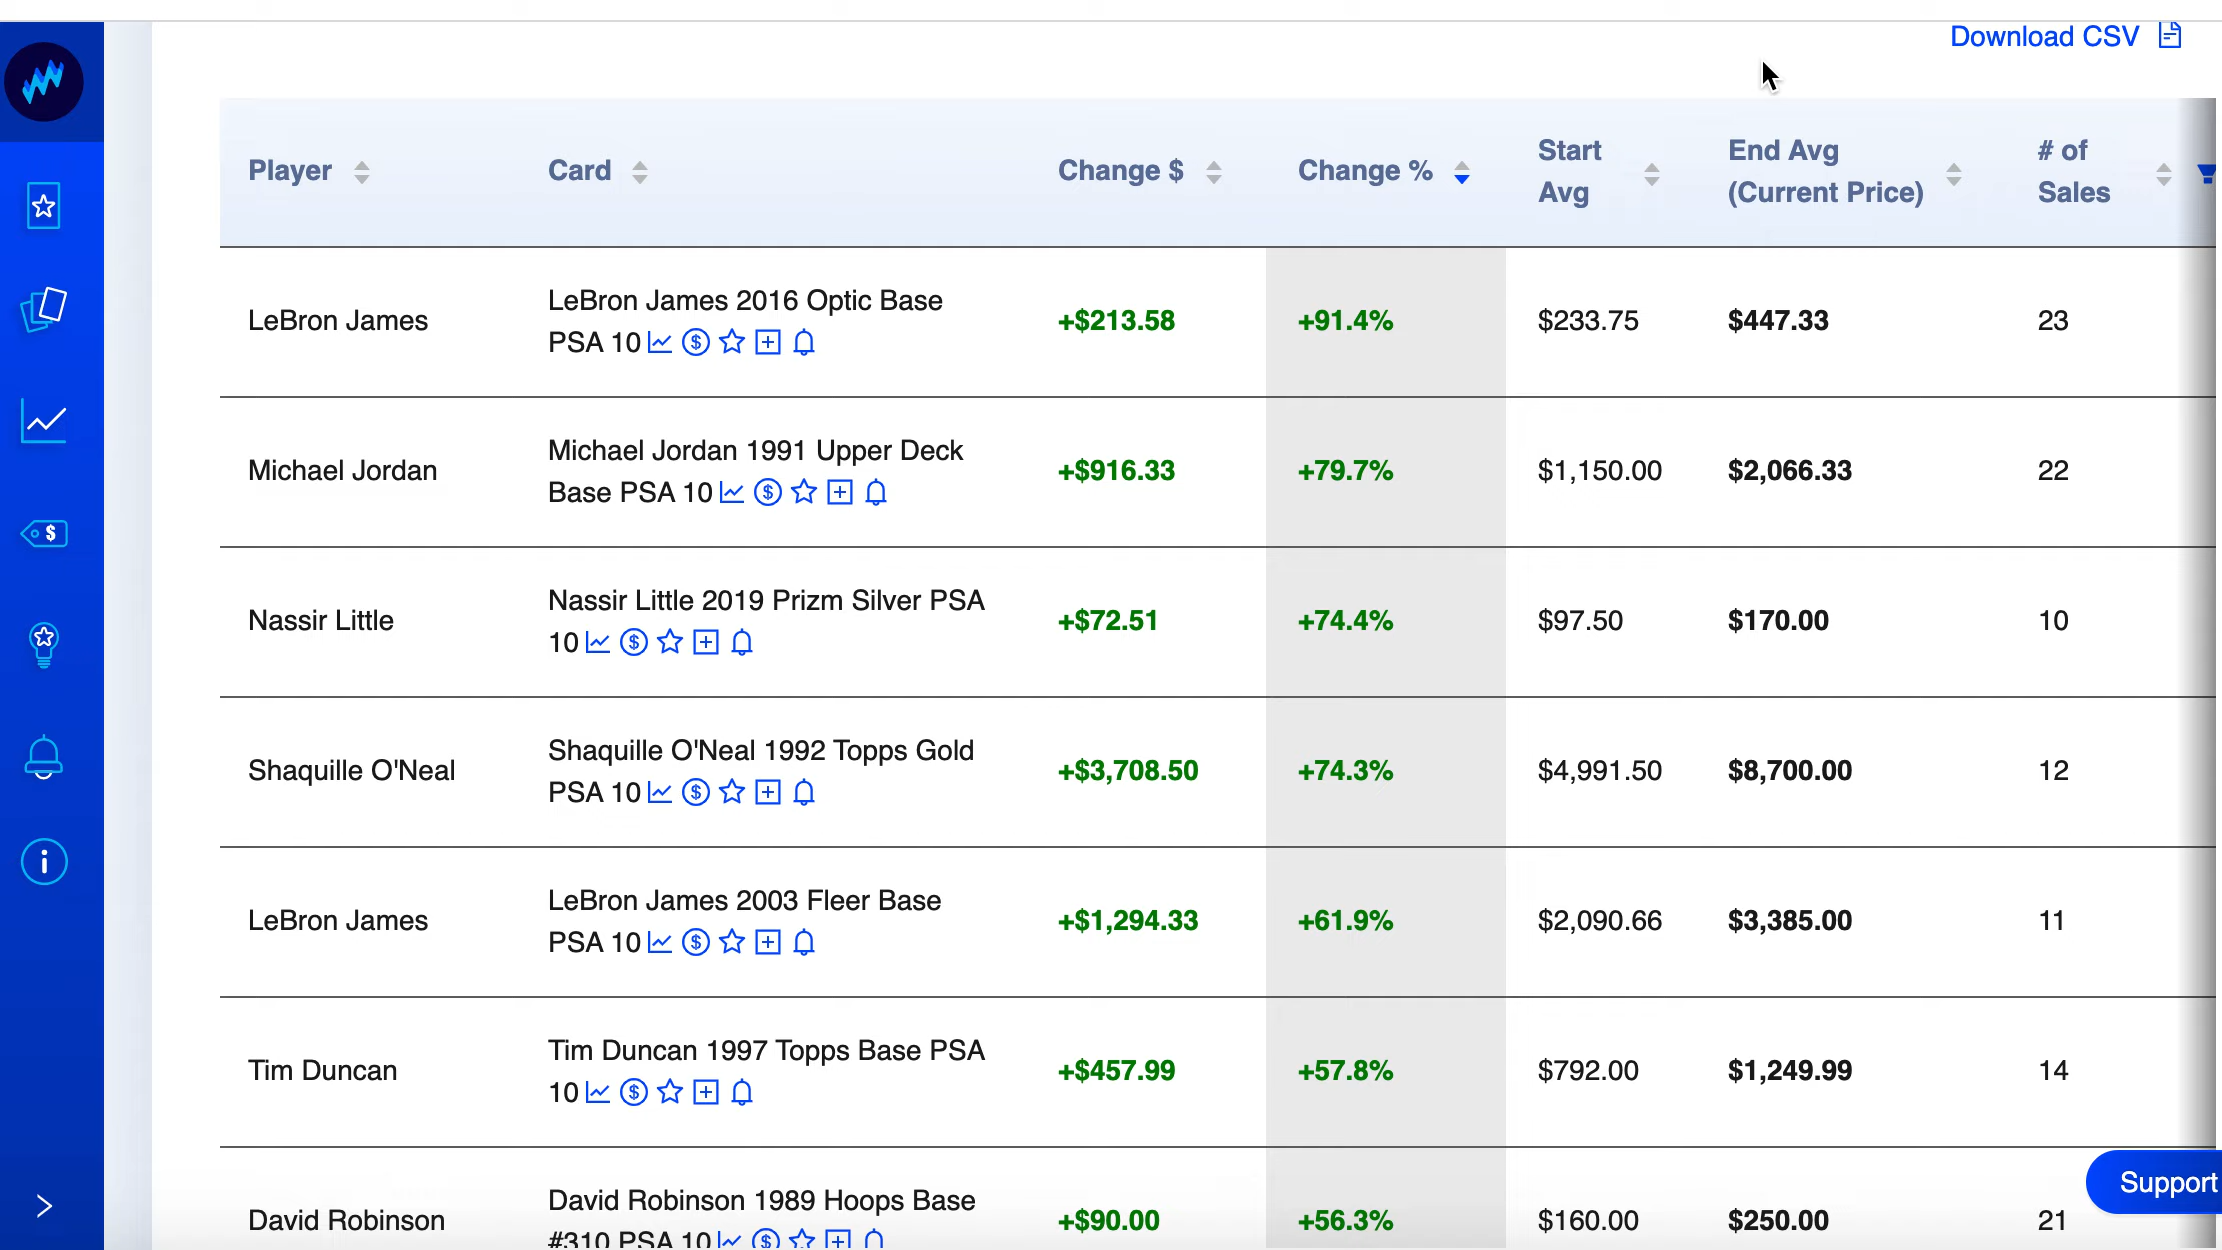 Download CSV
Player Card Change $ Change % Start Avg End Avg (Current Price) # of Sales
LeBron James
LeBron James 2016 Optic Base
PSA 10
+$213.58 +91.4% $233.75 $447.33 23
Michael Jordan
Michael Jordan 1991 Upper Deck
Base PSA 10
+$916.33 +79.7% $1,150.00 $2,066.33 22
Nassir Little
Nassir Little 2019 Prizm Silver PSA
10
+$72.51 +74.4% $97.50 $170.00 10
Shaquille O'Neal
Shaquille O'Neal 1992 Topps Gold
PSA 10
+$3,708.50 +74.3% $4,991.50 $8,700.00 12
LeBron James
LeBron James 2003 Fleer Base
PSA 10
+$1,294.33 +61.9% $2,090.66 $3,385.00 11
Tim Duncan
Tim Duncan 1997 Topps Base PSA
10
+$457.99 +57.8% $792.00 $1,249.99 14
David Robinson
David Robinson 1989 Hoops Base
#310 PSA 10
+$90.00 +56.3% $160.00 $250.00 21
Support